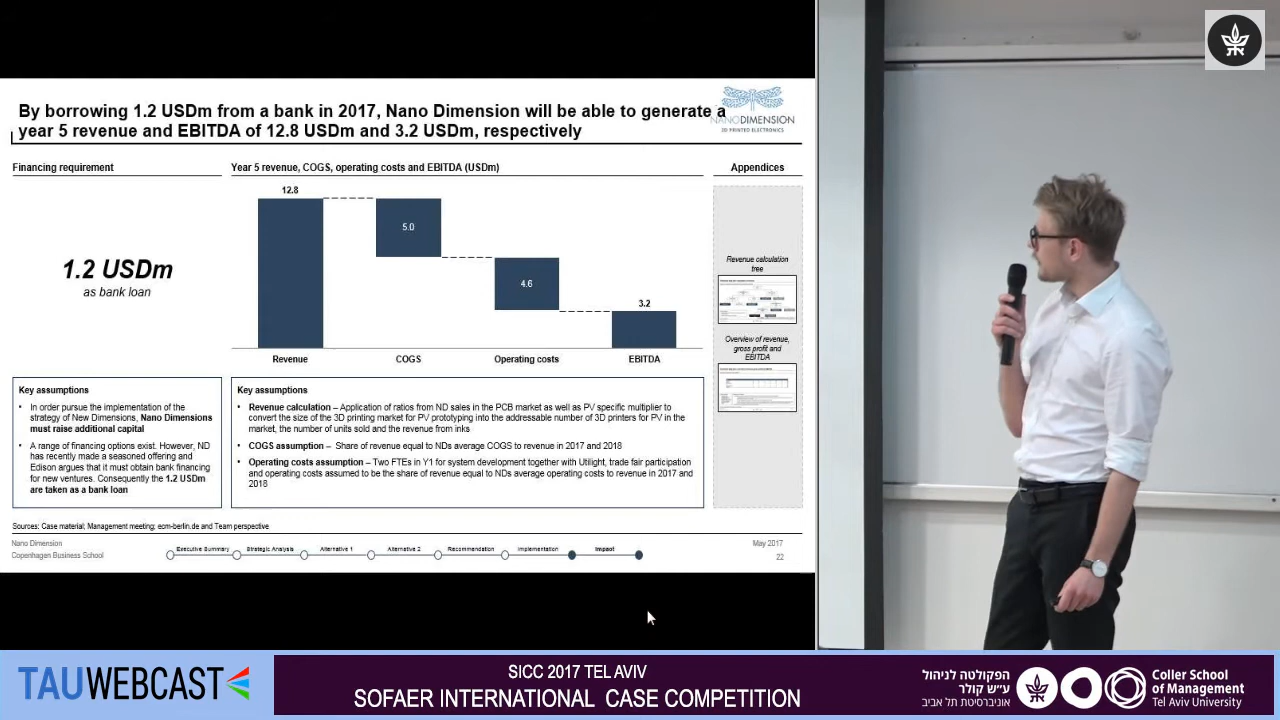 By borrowing 1.2 USDm from a bank in 2017, Nano Dimension will be able to generate a
year 5 revenue and EBITDA of 12.8 USDm and 3.2 USDm, respectively
NANODIMENSION
3D PRINTED ELECTRONICS
Financing requirement
1.2 USDm
as bank loan
Key assumptions
• In order pursue the implementation of the
strategy of New Dimensions, Nano Dimensions
must raise additional capital
• A range of financing options exist. However, ND
has recently made a seasoned offering and
Edison argues that it must obtain bank financing
for new ventures. Consequently the 1.2 USDm
are taken as a bank loan
Year 5 revenue, COGS, operating costs and EBITDA (USDm)
12.8
5.0
4.6
3.2
Revenue
COGS
Operating costs
EBITDA
Key assumptions
• Revenue calculation – Application of ratios from ND sales in the PCB market as well as PV specific multiplier to
convert the size of the 3D printing market for PV prototyping into the addressable number of 3D printers for PV in the
market, the number of units sold and the revenue from inks
• COGS assumption – Share of revenue equal to NDs average COGS to revenue in 2017 and 2018
• Operating costs assumption – Two FTEs in Y1 for system development together with Utilight, trade fair participation
and operating costs assumed to be the share of revenue equal to NDs average operating costs to revenue in 2017 and
2018
Appendices
Revenue calculation
tree
Overview of revenue,
gross profit and
EBITDA
Sources: Case material; Management meeting; ecm-berlin.de and Team perspective
Nano Dimension
Copenhagen Business School
Executive Summary
Strategic Analysis
Alternative 1
Alternative 2
Recommendation
Implementation
Impact
May 2017
22
TAUWEBCAST
SICC 2017 TEL AVIV
SOFAER INTERNATIONAL CASE COMPETITION
הפקולטה לניהול
ע״ש קולר
אוניברסיטת תל אביב
Coller School
of Management
Tel Aviv University